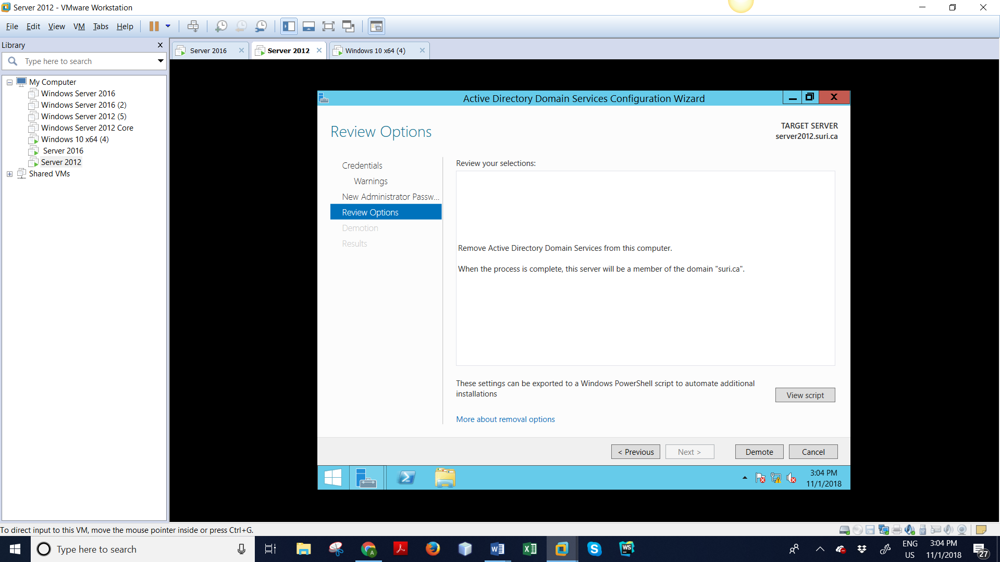 Server 2012 - VMware Workstation
File Edit View VM Tabs Help
Library
Type here to search
My Computer
Windows Server 2016
Windows Server 2016 (2)
Windows Server 2012 (5)
Windows Server 2012 Core
Windows 10 x64 (4)
Server 2016
Server 2012
Shared VMs
Server 2016
Server 2012
Windows 10 x64 (4)
Active Directory Domain Services Configuration Wizard
Review Options
TARGET SERVER
server2012.suri.ca
Credentials
Warnings
New Administrator Passw...
Review Options
Demotion
Results
Review your selections:
Remove Active Directory Domain Services from this computer.
When the process is complete, this server will be a member of the domain "suri.ca".
These settings can be exported to a Windows PowerShell script to automate additional
installations
View script
More about removal options
< Previous
Next >
Demote
Cancel
3:04 PM
11/1/2018
To direct input to this VM, move the mouse pointer inside or press Ctrl+G.
Type here to search
A
W
X
S
WS
ENG
US
3:04 PM
11/1/2018
27